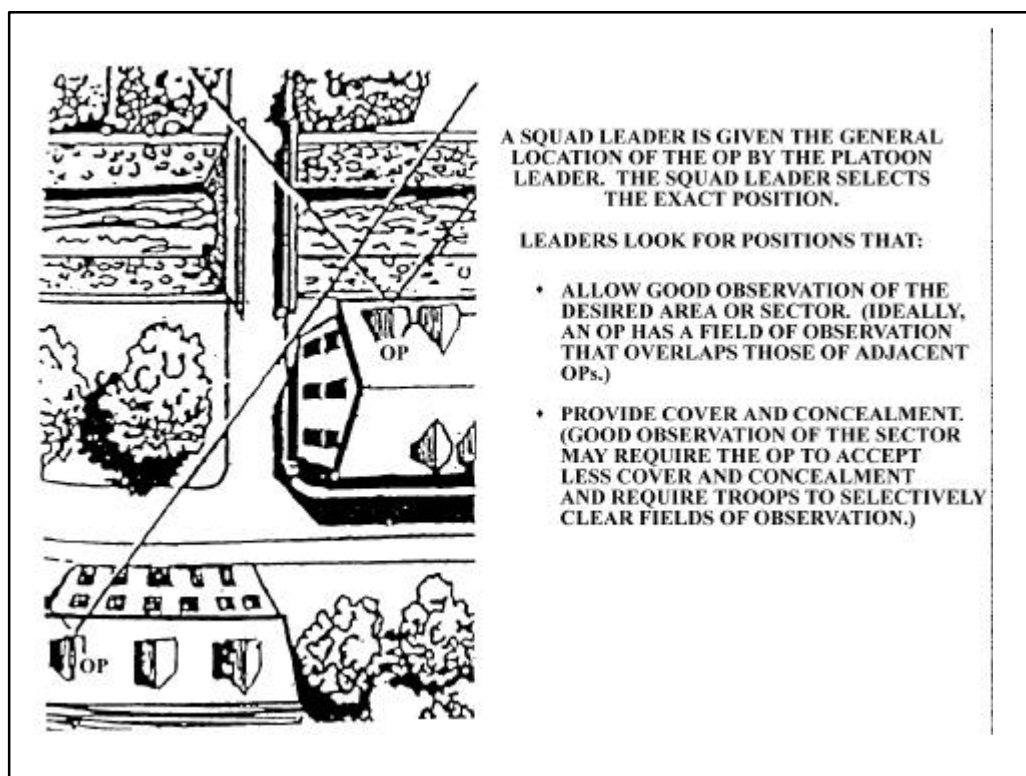 A SQUAD LEADER IS GIVEN THE GENERAL
LOCATION OF THE OP BY THE PLATOON
LEADER. THE SQUAD LEADER SELECTS
THE EXACT POSITION.
LEADERS LOOK FOR POSITIONS THAT:
• ALLOW GOOD OBSERVATION OF THE
DESIRED AREA OR SECTOR. (IDEALLY,
AN OP HAS A FIELD OF OBSERVATION
THAT OVERLAPS THOSE OF ADJACENT
OPs.)
• PROVIDE COVER AND CONCEALMENT.
(GOOD OBSERVATION OF THE SECTOR
MAY REQUIRE THE OP TO ACCEPT
LESS COVER AND CONCEALMENT
AND REQUIRE TROOPS TO SELECTIVELY
CLEAR FIELDS OF OBSERVATION.)
OP
OP